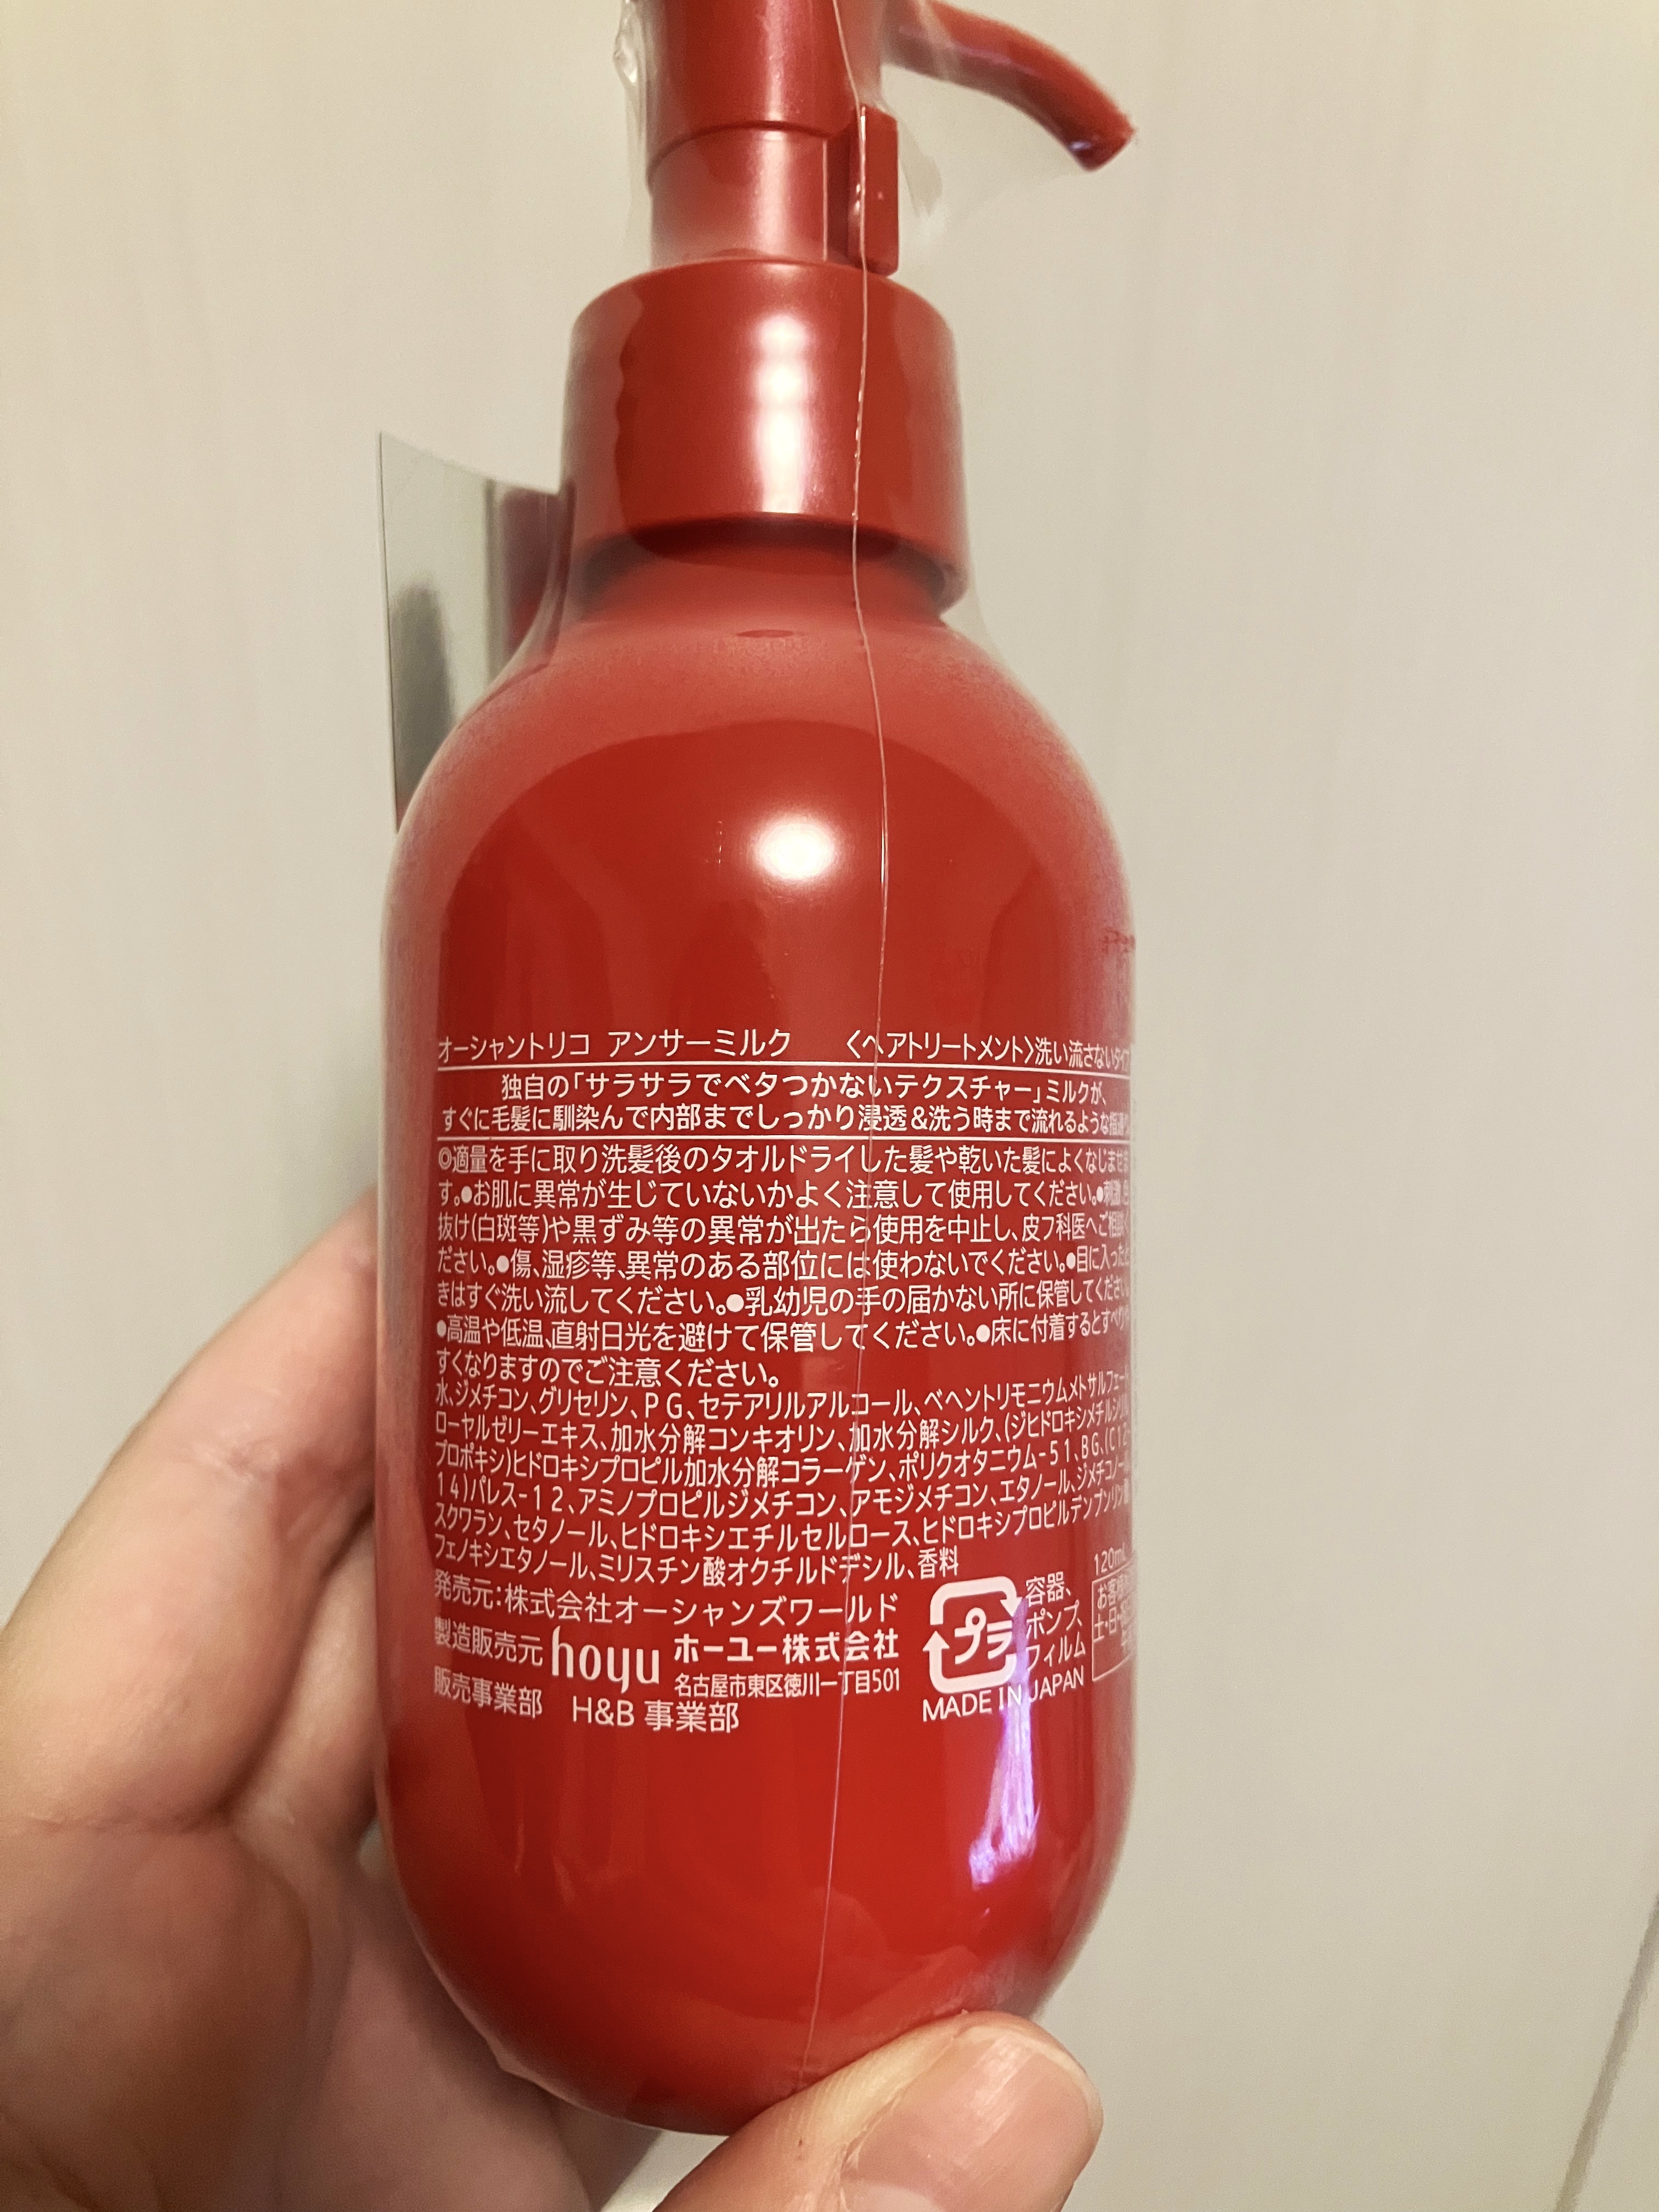 オーシャントリコ アンサーミルク 〈ヘアトリートメント〉洗い流さないタイプ
独自の「サラサラでベタつかないテクスチャー」ミルクが、
すぐに毛髪に馴染んで内部までしっかり浸透&洗う時まで流れるような指通り
◎適量を手に取り洗髪後のタオルドライした髪や乾いた髪によくなじませま
す。●お肌に異常が生じていないかよく注意して使用してください。●刺激、色
抜け(白斑等)や黒ずみ等の異常が出たら使用を中止し、皮フ科医へご相談く
ださい。●傷、湿疹等、異常のある部位には使わないでください。●目に入ったと
きはすぐ洗い流してください。●乳幼児の手の届かない所に保管してください。
●高温や低温、直射日光を避けて保管してください。●床に付着するとすべりや
すくなりますのでご注意ください。
水、ジメチコン、グリセリン、PG、セテアリルアルコール、ベヘントリモニウムメトサルフェート、
ローヤルゼリーエキス、加水分解コンキオリン、加水分解シルク、(ジヒドロキシメチルシリル
プロポキシ)ヒドロキシプロピル加水分解コラーゲン、ポリクオタニウム-51、BG、(C12-
14)パレス-12、アミノプロピルジメチコン、アモジメチコン、エタノール、ジメチコノール、
スクワラン、セタノール、ヒドロキシエチルセルロース、ヒドロキシプロピルデンプンリン酸、
フェノキシエタノール、ミリスチン酸オクチルドデシル、香料
発売元:株式会社オーシャンズワールド
製造販売元 hoyu ホーユー株式会社
名古屋市東区徳川一丁目501
販売事業部 H&B 事業部
プラ
容器、
ポンプ、
フィルム
MADE IN JAPAN
120mL
お客様
土・日・